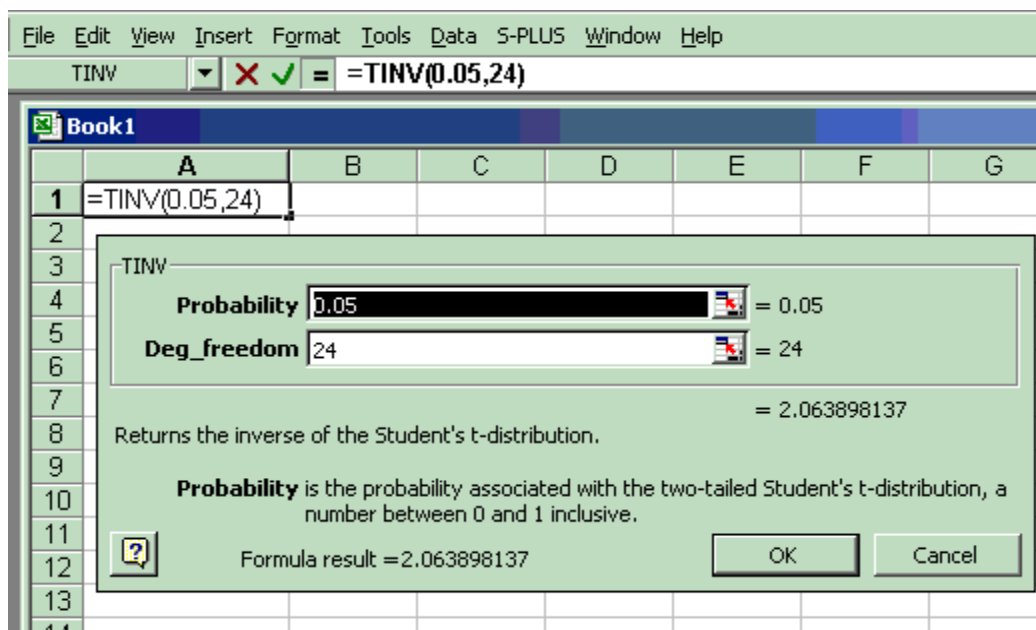 File Edit View Insert Format Tools Data S-PLUS Window Help
TINV = =TINV(0.05,24)
Book1
A B C D E F G
1 =TINV(0.05,24)
2
3 TINV
4 Probability 0.05 = 0.05
5 Deg_freedom 24 = 24
6
7 = 2.063898137
8 Returns the inverse of the Student's t-distribution.
9
10 Probability is the probability associated with the two-tailed Student's t-distribution, a
number between 0 and 1 inclusive.
11
12 ? Formula result =2.063898137 OK Cancel
13